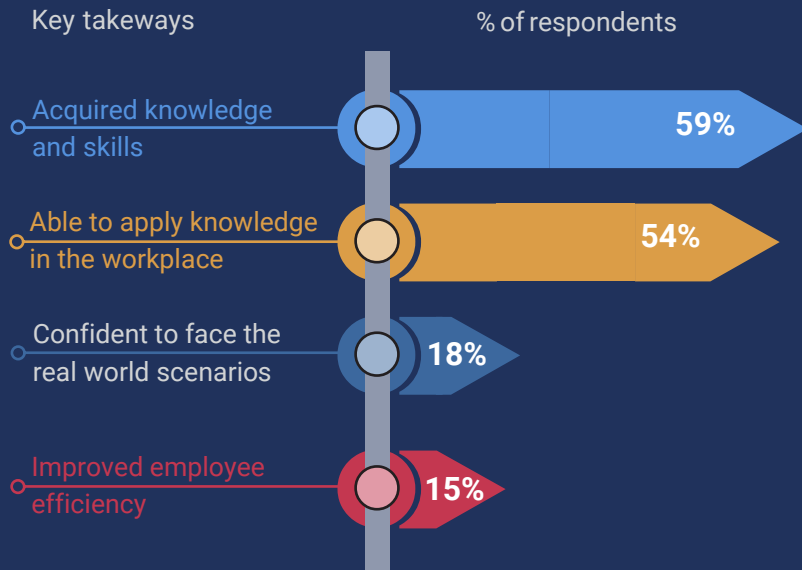 Key takeways
% of respondents
Acquired knowledge
and skills
59%
Able to apply knowledge
in the workplace
54%
Confident to face the
real world scenarios
18%
Improved employee
efficiency
15%